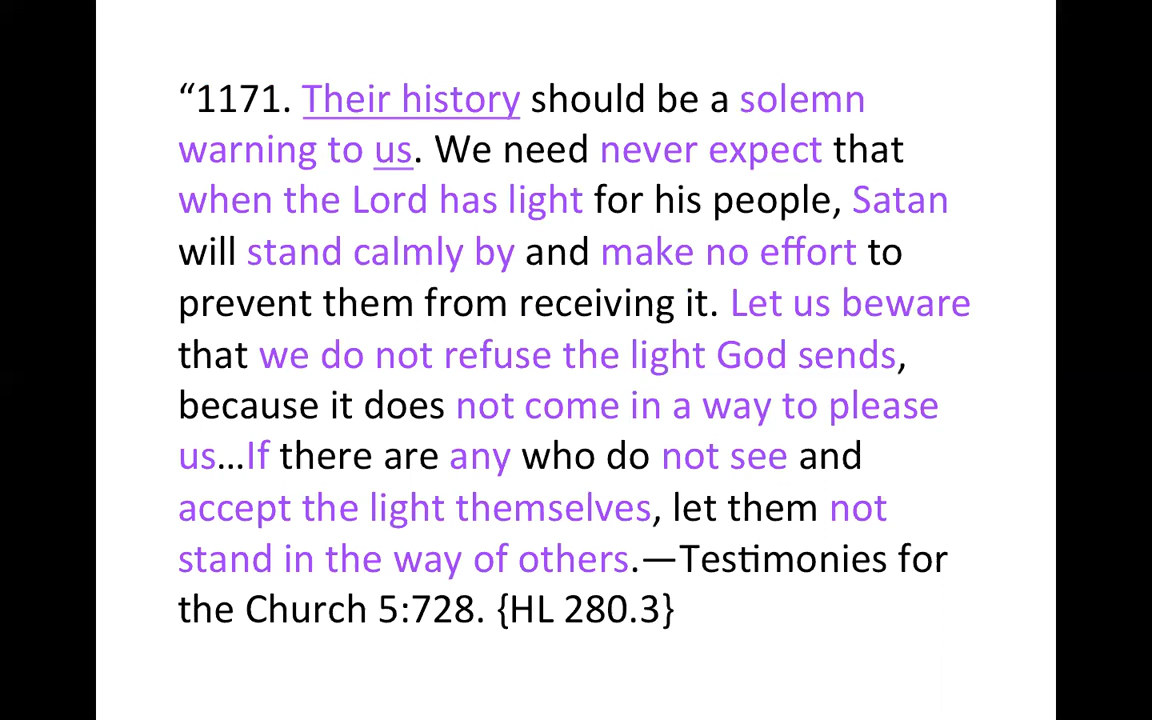 “1171. Their history should be a solemn
warning to us. We need never expect that
when the Lord has light for his people, Satan
will stand calmly by and make no effort to
prevent them from receiving it. Let us beware
that we do not refuse the light God sends,
because it does not come in a way to please
us…If there are any who do not see and
accept the light themselves, let them not
stand in the way of others.—Testimonies for
the Church 5:728. {HL 280.3}